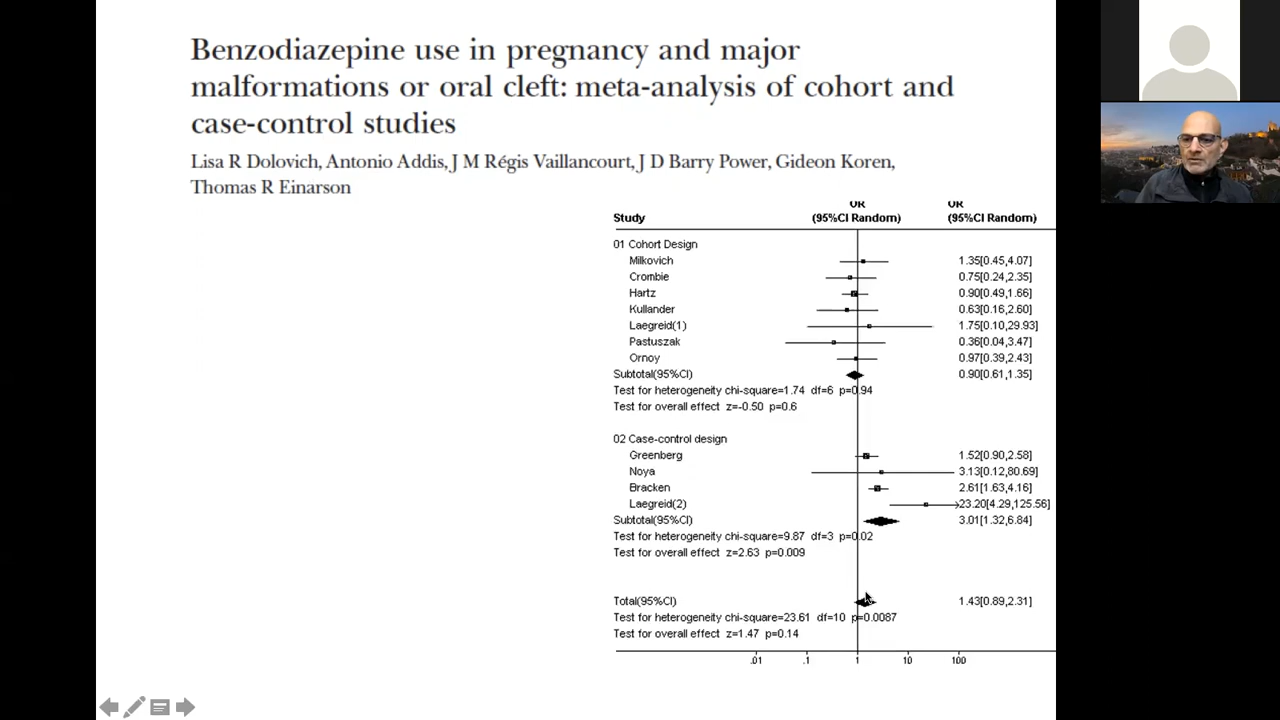 Benzodiazepine use in pregnancy and major
malformations or oral cleft: meta-analysis of cohort and
case-control studies
Lisa R Dolovich, Antonio Addis, J M Régis Vaillancourt, J D Barry Power, Gideon Koren,
Thomas R Einarson
OR OR
Study (95%CI Random) (95%CI Random)
01 Cohort Design
Milkovich 1.35[0.45,4.07]
Crombie 0.75[0.24,2.35]
Hartz 0.90[0.49,1.66]
Kullander 0.63[0.16,2.60]
Laegreid(1) 1.75[0.10,29.93]
Pastuszak 0.36[0.04,3.47]
Ornoy 0.97[0.39,2.43]
Subtotal(95%CI) 0.90[0.61,1.35]
Test for heterogeneity chi-square=1.74 df=6 p=0.94
Test for overall effect z=-0.50 p=0.6
02 Case-control design
Greenberg 1.52[0.90,2.58]
Noya 3.13[0.12,80.69]
Bracken 2.61[1.63,4.16]
Laegreid(2) 23.20[4.29,125.56]
Subtotal(95%CI) 3.01[1.32,6.84]
Test for heterogeneity chi-square=9.87 df=3 p=0.02
Test for overall effect z=2.63 p=0.009
Total(95%CI) 1.43[0.89,2.31]
Test for heterogeneity chi-square=23.61 df=10 p=0.0087
Test for overall effect z=1.47 p=0.14
.01 .1 1 10 100